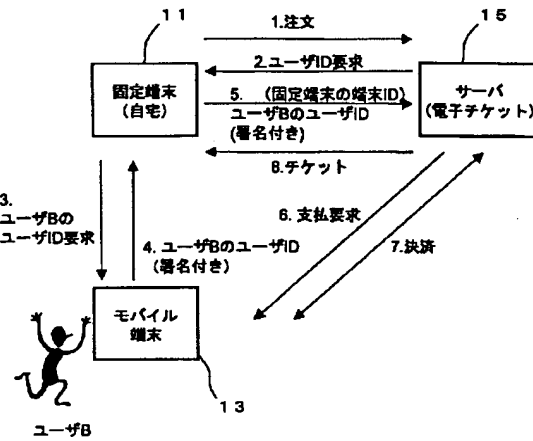 11
1.注文
15
2.ユーザID要求
固定端末
(自宅)
5. (固定端末の端末ID)
ユーザBのユーザID
(署名付き)
サーバ
(電子チケット)
8.チケット
3.
ユーザBの
ユーザID要求
4. ユーザBのユーザID
(署名付き)
6. 支払要求
7.決済
モバイル
端末
13
ユーザB